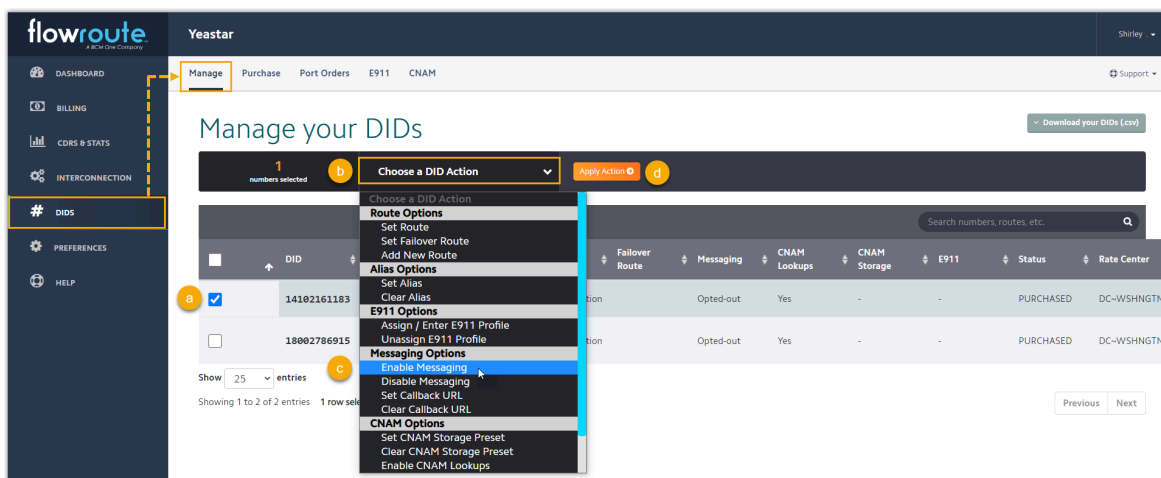 flowroute
A BCM One Company
Yeastar
Shirley .
DASHBOARD
BILLING
CDRS & STATS
INTERCONNECTION
DIDS
PREFERENCES
HELP
Manage Purchase Port Orders E911 CNAM
Support
Manage your DIDs
Download your DIDs (.csv)
1
numbers selected
b
Choose a DID Action
Apply Action
d
Choose a DID Action
Route Options
Set Route
Set Failover Route
Add New Route
Alias Options
Set Alias
Clear Alias
E911 Options
Assign / Enter E911 Profile
Unassign E911 Profile
Messaging Options
Enable Messaging
Disable Messaging
Set Callback URL
Clear Callback URL
CNAM Options
Set CNAM Storage Preset
Clear CNAM Storage Preset
Enable CNAM Lookups
c
Search numbers, routes, etc.
DID Failover Route Messaging CNAM Lookups CNAM Storage E911 Status Rate Center
a
14102161183 tion Opted-out Yes - - PURCHASED DC~WSHNGTN
18002786915 tion Opted-out Yes - - PURCHASED DC~WSHNGTN
Show 25 entries
Showing 1 to 2 of 2 entries 1 row sele
Previous Next